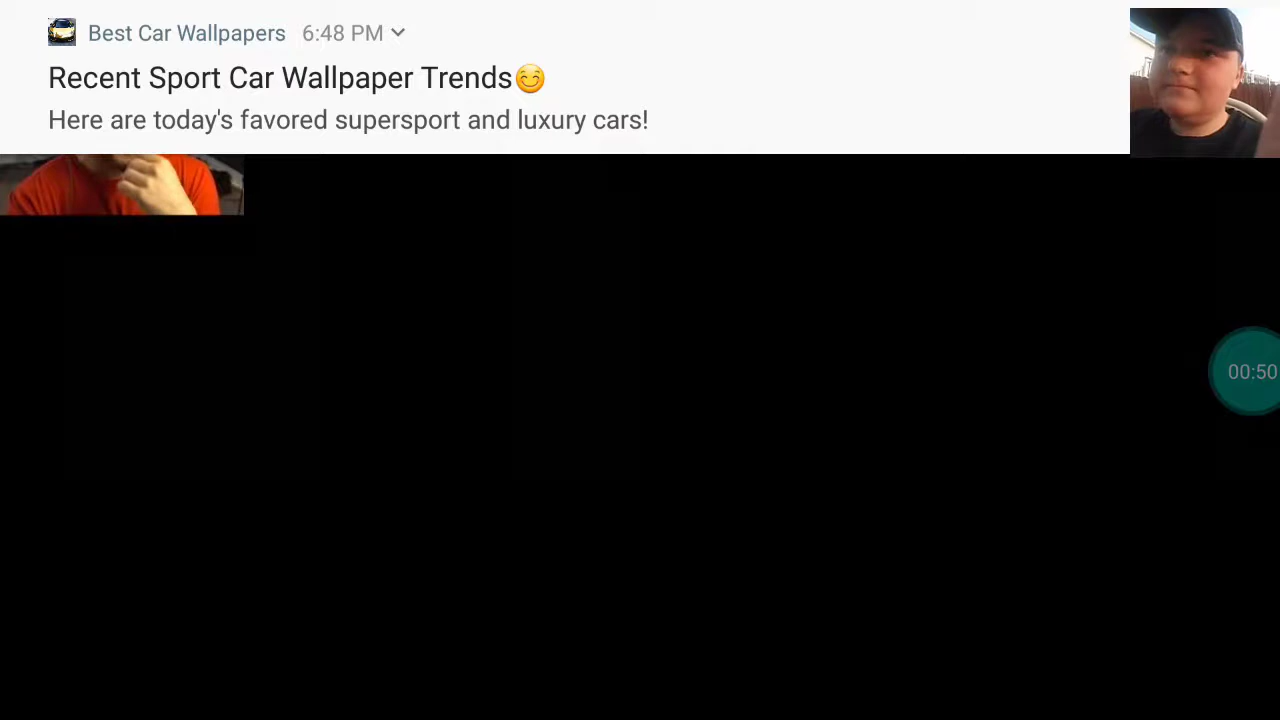 Best Car Wallpapers 6:48 PM
Recent Sport Car Wallpaper Trends😊
Here are today's favored supersport and luxury cars!
00:50